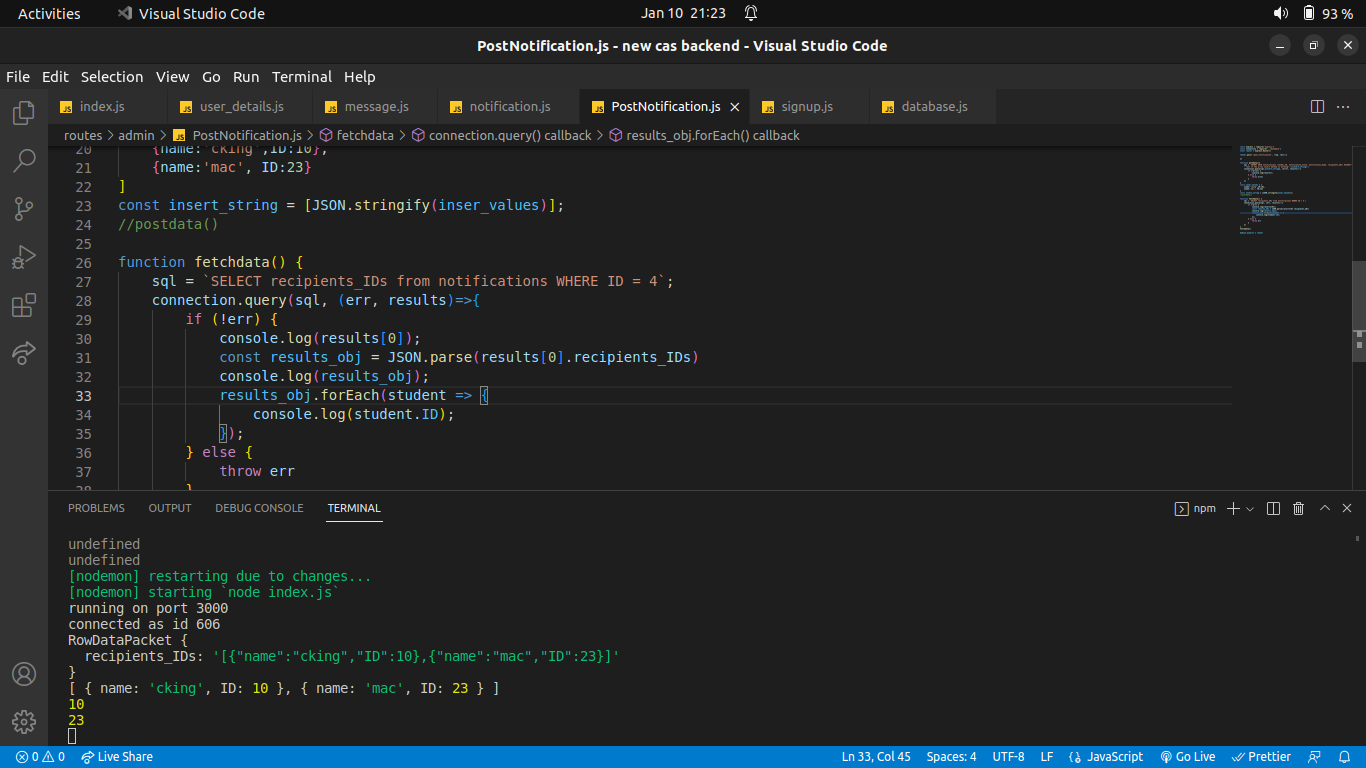 Activities
Visual Studio Code
Jan 10 21:23
93 %
PostNotification.js - new cas backend - Visual Studio Code
File Edit Selection View Go Run Terminal Help
JS index.js
JS user_details.js
JS message.js
JS notification.js
JS PostNotification.js
JS signup.js
JS database.js
routes > admin > JS PostNotification.js > fetchdata > connection.query() callback > results_obj.forEach() callback
20 {name:'cking',ID:10},
21 {name:'mac', ID:23}
22 ]
23 const insert_string = [JSON.stringify(inser_values)];
24 //postdata()
25
26 function fetchdata() {
27 sql = `SELECT recipients_IDs from notifications WHERE ID = 4`;
28 connection.query(sql, (err, results)=>{
29 if (!err) {
30 console.log(results[0]);
31 const results_obj = JSON.parse(results[0].recipients_IDs)
32 console.log(results_obj);
33 results_obj.forEach(student => {
34 console.log(student.ID);
35 });
36 } else {
37 throw err
38 }
PROBLEMS OUTPUT DEBUG CONSOLE TERMINAL
npm
undefined
undefined
[nodemon] restarting due to changes...
[nodemon] starting `node index.js`
running on port 3000
connected as id 606
RowDataPacket {
recipients_IDs: '[{"name":"cking","ID":10},{"name":"mac","ID":23}]'
}
[ { name: 'cking', ID: 10 }, { name: 'mac', ID: 23 } ]
10
23
0 0 Live Share
Ln 33, Col 45 Spaces: 4 UTF-8 LF {} JavaScript Go Live Prettier